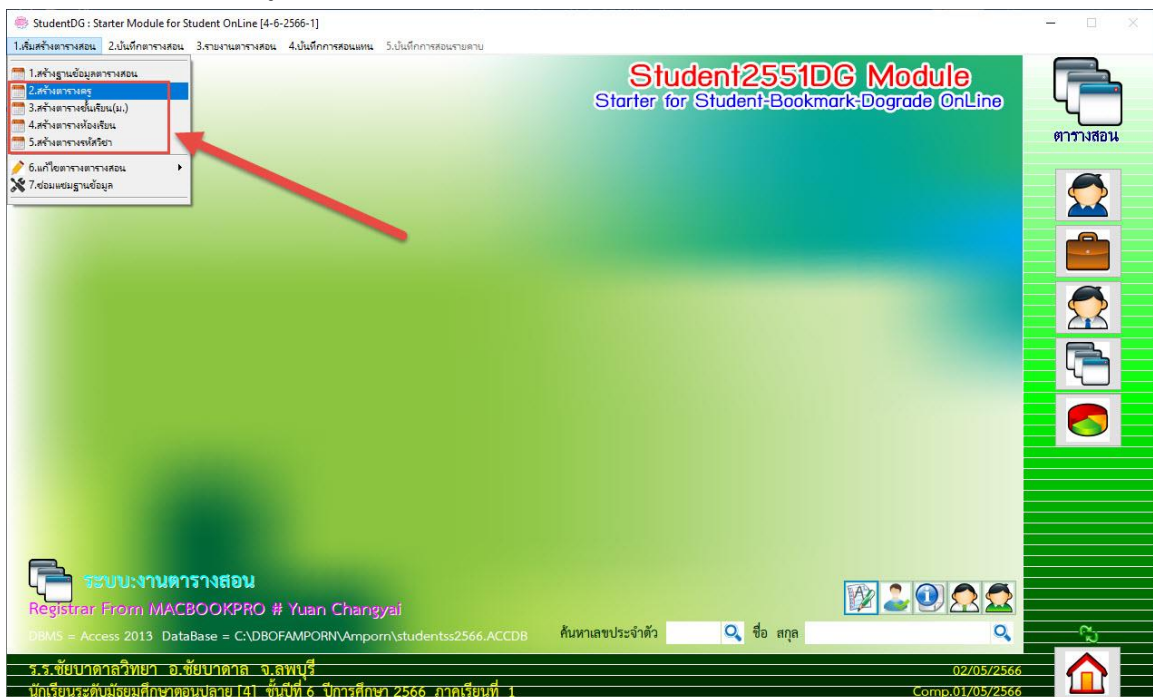 StudentDG : Starter Module for Student OnLine [4-6-2566-1]
1.เริ่มสร้างตารางสอน 2.บันทึกตารางสอน 3.รายงานตารางสอน 4.บันทึกการสอนแทน 5.บันทึกการสอนรายคาบ
1.สร้างฐานข้อมูลตารางสอน
2.สร้างตารางครู
3.สร้างตารางชั้นเรียน(ม.)
4.สร้างตารางห้องเรียน
5.สร้างตารางรหัสวิชา
6.แก้ไขตารางตารางสอน
7.ซ่อมแซมฐานข้อมูล
Student2551DG Module
Starter for Student-Bookmark-Dograde OnLine
ตารางสอน
ระบบ:งานตารางสอน
Registrar From MACBOOKPRO # Yuan Changyai
DBMS = Access 2013 DataBase = C:\DBOFAMPORN\Amporn\studentss2566.ACCDB
ค้นหาเลขประจำตัว ชื่อ สกุล
ร.ร.ชัยบาดาลวิทยา อ.ชัยบาดาล จ.ลพบุรี 02/05/2566
นักเรียนระดับมัธยมศึกษาตอนปลาย [4] ชั้นปีที่ 6 ปีการศึกษา 2566 ภาคเรียนที่ 1 Comp.01/05/2566